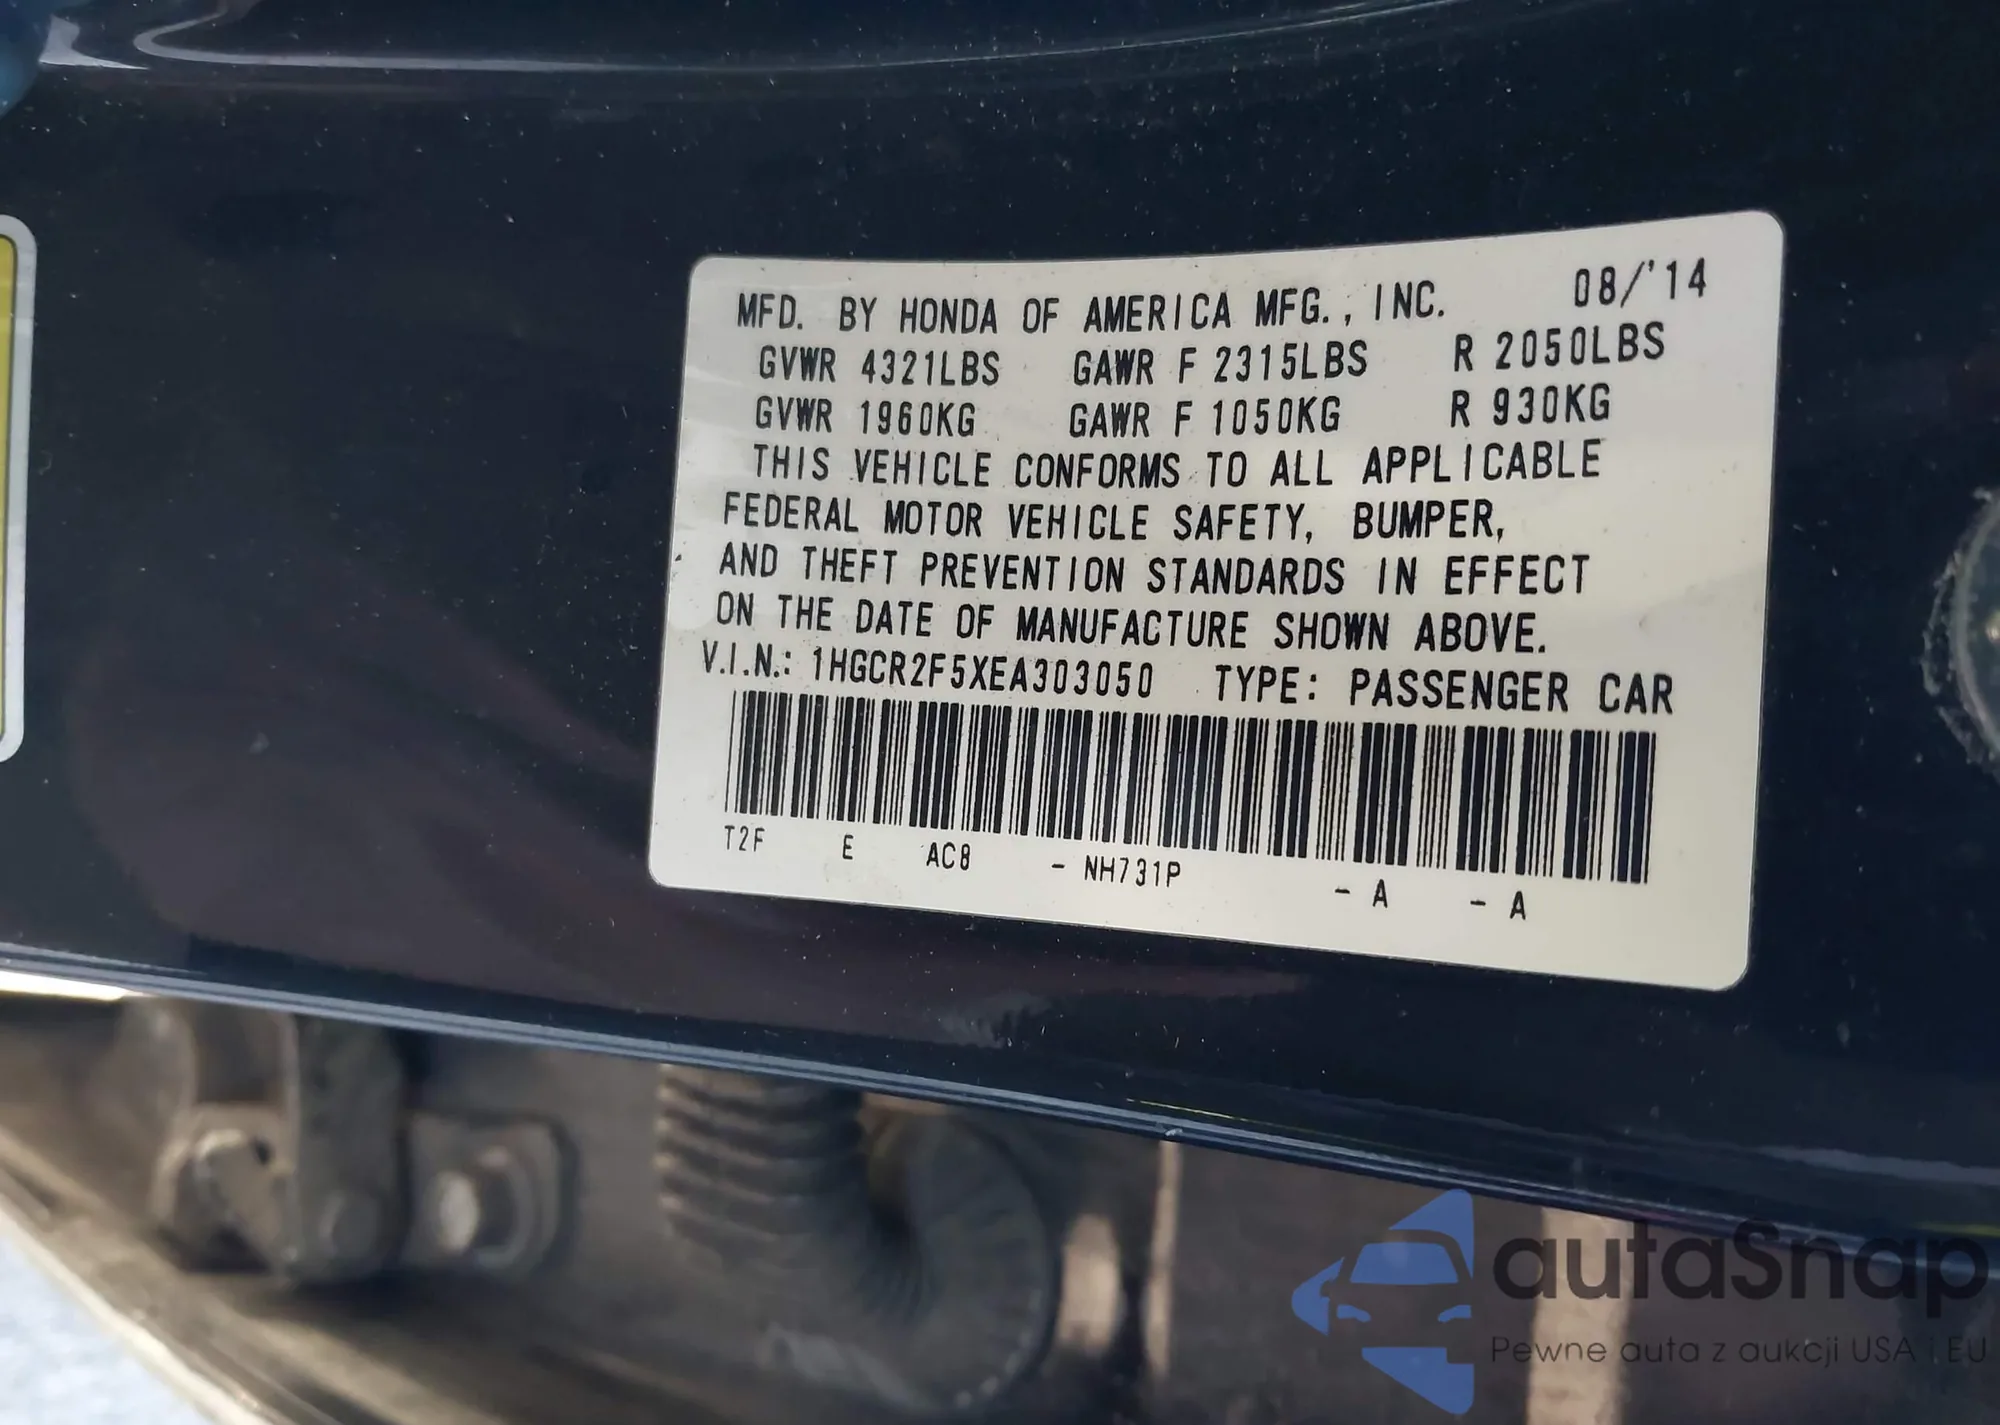 MFD. BY HONDA OF AMERICA MFG., INC. 08/'14
GVWR 4321LBS GAWR F 2315LBS R 2050LBS
GVWR 1960KG GAWR F 1050KG R 930KG
THIS VEHICLE CONFORMS TO ALL APPLICABLE
FEDERAL MOTOR VEHICLE SAFETY, BUMPER,
AND THEFT PREVENTION STANDARDS IN EFFECT
ON THE DATE OF MANUFACTURE SHOWN ABOVE.
V.I.N.: 1HGCR2F5XEA303050 TYPE: PASSENGER CAR
T2F E AC8 - NH731P - A - A
autaSnap
Pewne auta z aukcji USA i EU